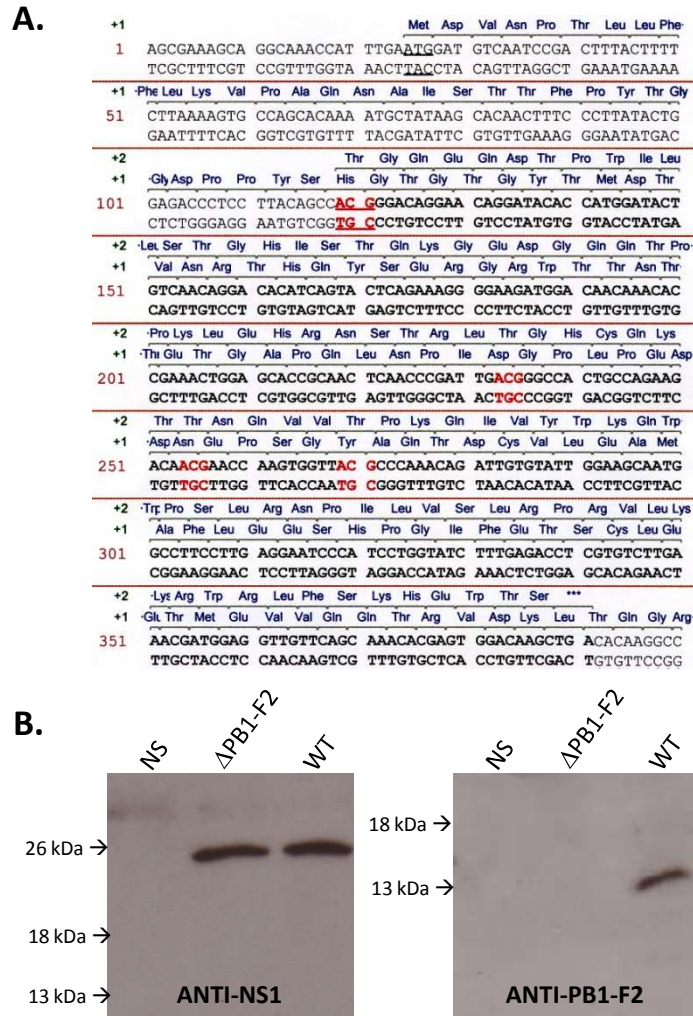 A.
+1 Met Asp Val Asn Pro Thr Leu Leu Phe·
1 AGCGAAAGCA GGCAAACCAT TTGAATGGAT GTCAATCCGA CTTTACTTTT
TCGCTTTCGT CCGTTTGGTA AACTTACCTA CAGTTAGGCT GAAATGAAAA
+1 ·Phe Leu Lys Val Pro Ala Gln Asn Ala Ile Ser Thr Thr Phe Pro Tyr Thr Gly
51 CTTAAAAGTG CCAGCACAAA ATGCTATAAG CACAACTTTC CCTTATACTG
GAATTTTCAC GGTCGTGTTT TACGATATTC GTGTTGAAAG GGAATATGAC
+2 Thr Gly Gln Glu Gln Asp Thr Pro Trp Ile Leu
+1 ·Gly Asp Pro Pro Tyr Ser His Gly Thr Gly Thr Gly Tyr Thr Met Asp Thr
101 GAGACCCTCC TTACAGCCAC GGGACAGGAA CAGGATACAC CATGGATACT
CTCTGGGAGG AATGTCGGTG CCCTGTCCTT GTCCTATGTG GTACCTATGA
+2 ·Leu Ser Thr Gly His Ile Ser Thr Gln Lys Gly Glu Asp Gly Gln Gln Thr Pro·
+1 Val Asn Arg Thr His Gln Tyr Ser Glu Arg Gly Arg Trp Thr Thr Asn Thr·
151 GTCAACAGGA CACATCAGTA CTCAGAAAGG GGAAGATGGA CAACAAACAC
CAGTTGTCCT GTGTAGTCAT GAGTCTTTCC CCTTCTACCT GTTGTTTGTG
+2 ·Pro Lys Leu Glu His Arg Asn Ser Thr Arg Leu Thr Gly His Cys Gln Lys
+1 ·Thr Glu Thr Gly Ala Pro Gln Leu Asn Pro Ile Asp Gly Pro Leu Pro Glu Asp
201 CGAAACTGGA GCACCGCAAC TCAACCCGAT TGACGGGCCA CTGCCAGAAG
GCTTTGACCT CGTGGCGTTG AGTTGGGCTA ACTGCCCGGT GACGGTCTTC
+2 Thr Thr Asn Gln Val Val Thr Pro Lys Gln Ile Val Tyr Trp Lys Gln Trp·
+1 ·Asp Asn Glu Pro Ser Gly Tyr Ala Gln Thr Asp Cys Val Leu Glu Ala Met
251 ACAACGAACC AAGTGGTTAC GCCCAAACAG ATTGTGTATT GGAAGCAATG
TGTTGCTTGG TTCACCAATG CGGGTTTGTC TAACACATAA CCTTCGTTAC
+2 ·Trp Pro Ser Leu Arg Asn Pro Ile Leu Val Ser Leu Arg Pro Arg Val Leu Lys
+1 Ala Phe Leu Glu Glu Ser His Pro Gly Ile Phe Glu Thr Ser Cys Leu Glu
301 GCCTTCCTTG AGGAATCCCA TCCTGGTATC TTTGAGACCT CGTGTCTTGA
CGGAAGGAAC TCCTTAGGGT AGGACCATAG AAACTCTGGA GCACAGAACT
+2 ·Lys Arg Trp Arg Leu Phe Ser Lys His Glu Trp Thr Ser ***
+1 ·Glu Thr Met Glu Val Val Gln Gln Thr Arg Val Asp Lys Leu Thr Gln Gly Arg·
351 AACGATGGAG GTTGTTCAGC AAACACGAGT GGACAAGCTG ACACAAGGCC
TTGCTACCTC CAACAAGTCG TTTGTGCTCA CCTGTTCGAC TGTGTTCCGG
B.
NS ΔPB1-F2 WT
NS ΔPB1-F2 WT
26 kDa →
18 kDa →
13 kDa →
ANTI-NS1
18 kDa →
13 kDa →
ANTI-PB1-F2